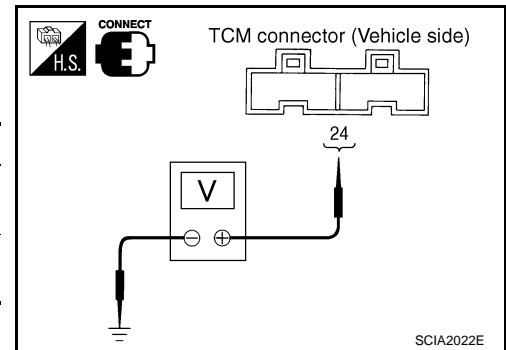 CONNECT
H.S.
TCM connector (Vehicle side)
24
V
− +
SCIA2022E